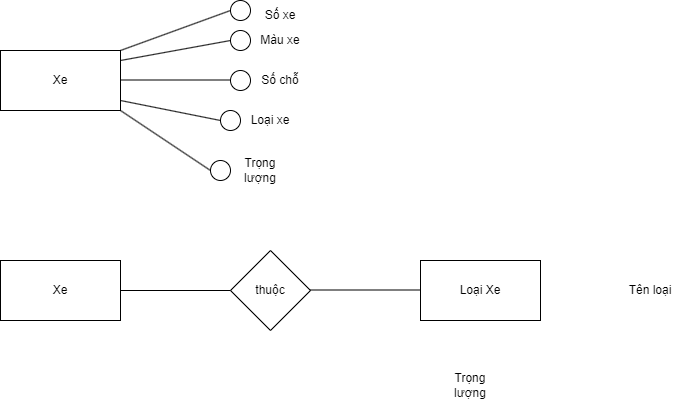 Số xe
Màu xe
Xe
Số chỗ
Loại xe
Trọng
lượng
Xe
thuộc
Loại Xe
Tên loại
Trọng
lượng